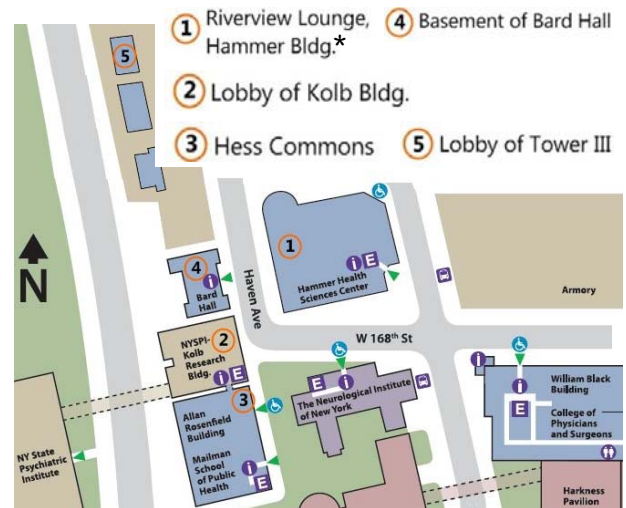 1 Riverview Lounge,
Hammer Bldg.*
4 Basement of Bard Hall
2 Lobby of Kolb Bldg.
3 Hess Commons
5 Lobby of Tower III
5
N
1
4
i
Bard
Hall
Haven Ave
i E
Hammer Health
Sciences Center
Armory
W 168th St
NYSPI-
Kolb
Research
Bldg.
2
i E
3
Allan
Rosenfield
Building
Mailman
School
of Public
Health
i
E
NY State
Psychiatric
Institute
E
i
The Neurological Institute
of New York
i
i
E
William Black
Building
College of
Physicians
and Surgeons
Harkness
Pavilion